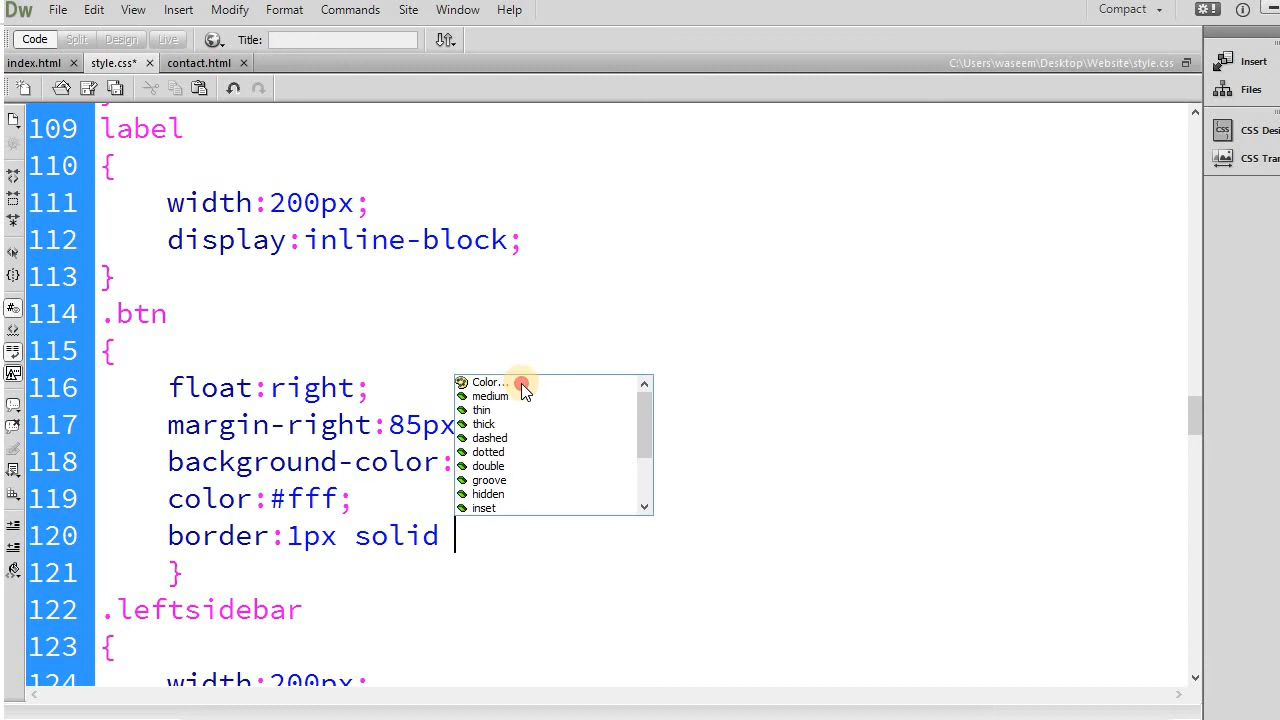 Dw File Edit View Insert Modify Format Commands Site Window Help Compact
Code Split Design Live Title:
index.html style.css* contact.html C:\Users\waseem\Desktop\Website\style.css
Insert
Files
CSS
CSS
109 label
110 {
111 width:200px;
112 display:inline-block;
113 }
114 .btn
115 {
116 float:right;
117 margin-right:85px
118 background-color:
119 color:#fff;
120 border:1px solid
121 }
122 .leftsidebar
123 {
124 width:200px;
Color...
medium
thin
thick
dashed
dotted
double
groove
hidden
inset